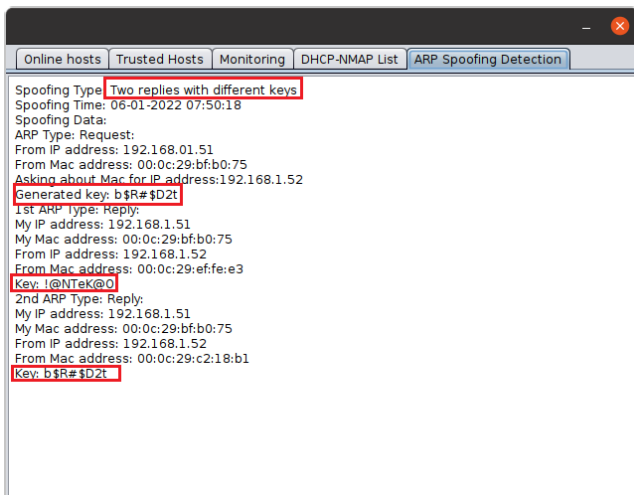 Online hosts Trusted Hosts Monitoring DHCP-NMAP List ARP Spoofing Detection
Spoofing Type: Two replies with different keys
Spoofing Time: 06-01-2022 07:50:18
Spoofing Data:
ARP Type: Request:
From IP address: 192.168.01.51
From Mac address: 00:0c:29:bf:b0:75
Asking about Mac for IP address:192.168.1.52
Generated key: b$R#$D2t
1st ARP Type: Reply:
My IP address: 192.168.1.51
My Mac address: 00:0c:29:bf:b0:75
From IP address: 192.168.1.52
From Mac address: 00:0c:29:ef:fe:e3
Key: !@NTeK@O
2nd ARP Type: Reply:
My IP address: 192.168.1.51
My Mac address: 00:0c:29:bf:b0:75
From IP address: 192.168.1.52
From Mac address: 00:0c:29:c2:18:b1
Key: b$R#$D2t